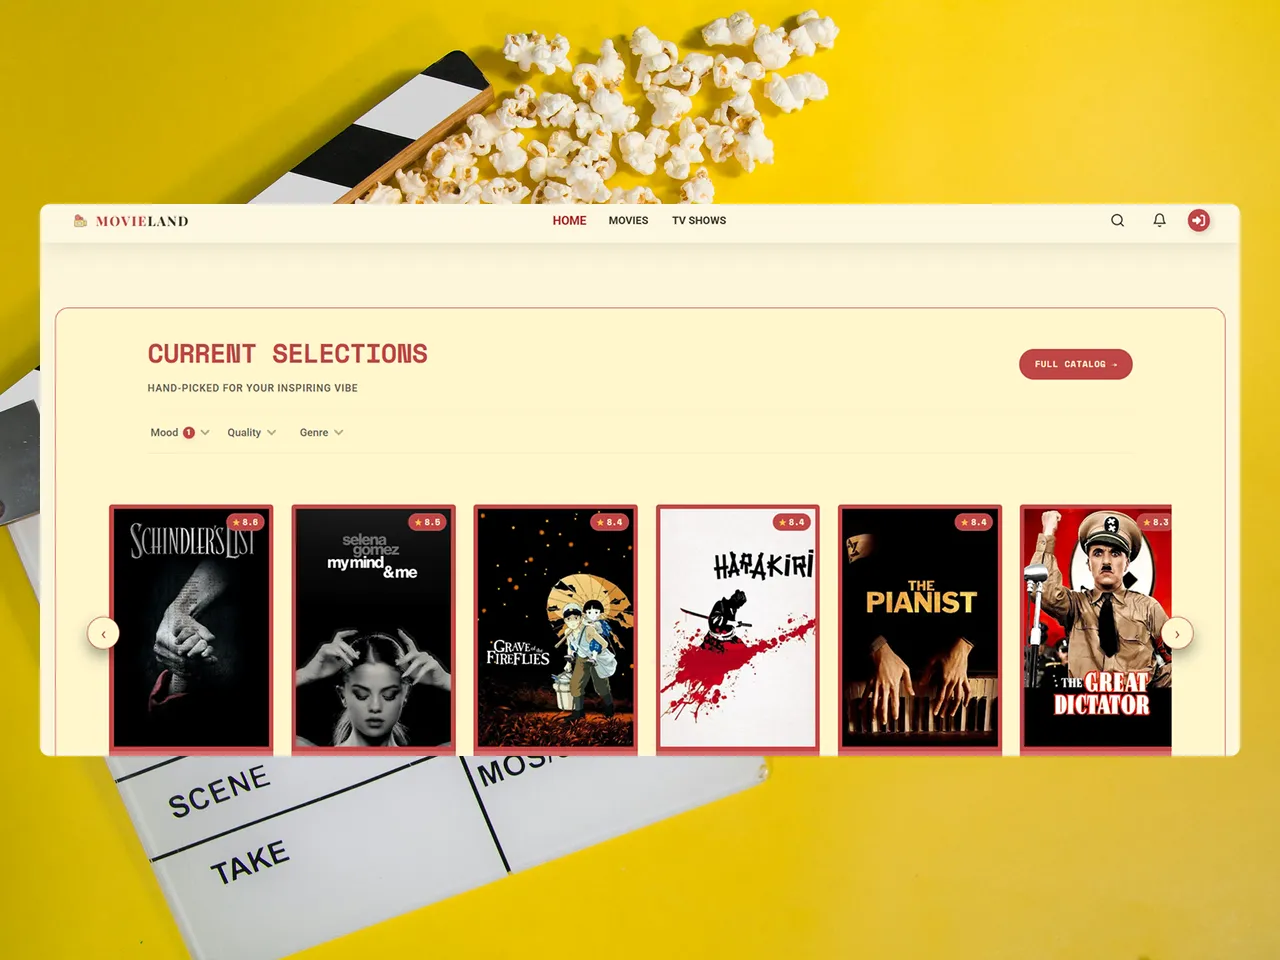 MOVIELAND
HOME MOVIES TV SHOWS
CURRENT SELECTIONS
FULL CATALOG →
HAND-PICKED FOR YOUR INSPIRING VIBE
Mood 1 Quality Genre
★ 8.6
SCHINDLER'S LIST
★ 8.5
selena
gomez
my mind
& me
★ 8.4
GRAVE of the
FIREFLIES
★ 8.4
HARAKIRI
★ 8.4
THE
PIANIST
★ 8.3
THE GREAT
DICTATOR
SCENE
TAKE